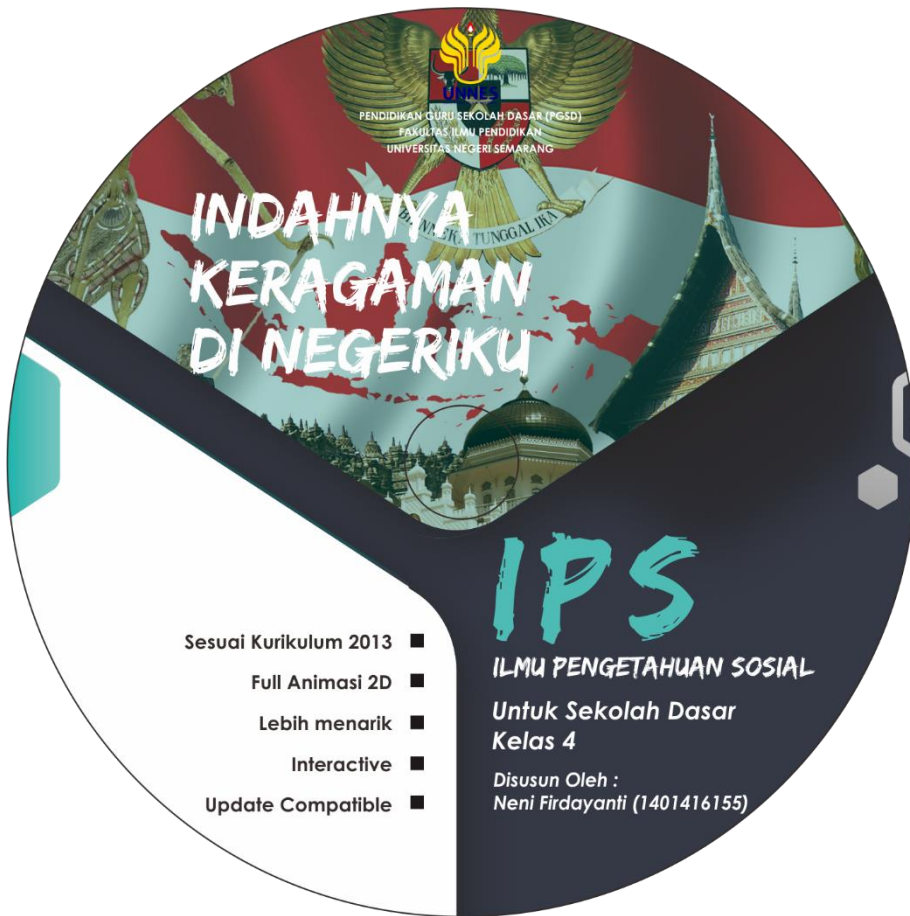 UNNES
PENDIDIKAN GURU SEKOLAH DASAR (PGSD)
FAKULTAS ILMU PENDIDIKAN
UNIVERSITAS NEGERI SEMARANG
INDAHNYA
KERAGAMAN
DI NEGERIKU
TUNGGAL IKA
IPS
ILMU PENGETAHUAN SOSIAL
Untuk Sekolah Dasar
Kelas 4
Disusun Oleh :
Neni Firdayanti (1401416155)
Sesuai Kurikulum 2013
Full Animasi 2D
Lebih menarik
Interactive
Update Compatible